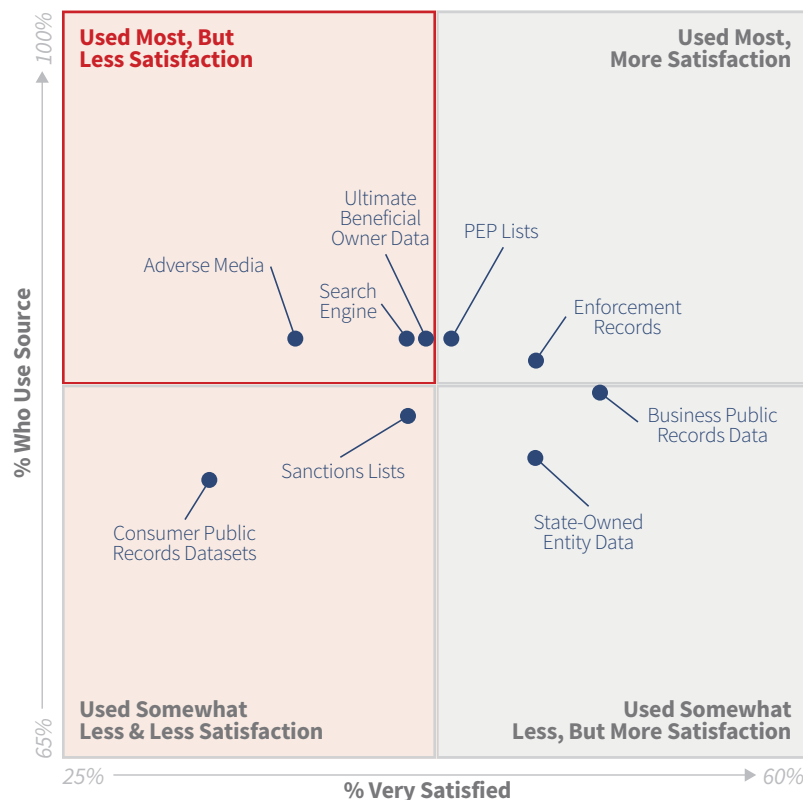 100%
Used Most, But
Less Satisfaction
Used Most,
More Satisfaction
Ultimate
Beneficial
Owner Data
PEP Lists
Adverse Media
Search
Engine
Enforcement
Records
% Who Use Source
Business Public
Records Data
Sanctions Lists
State-Owned
Entity Data
Consumer Public
Records Datasets
Used Somewhat
Less & Less Satisfaction
Used Somewhat
Less, But More Satisfaction
65%
25%
% Very Satisfied
60%